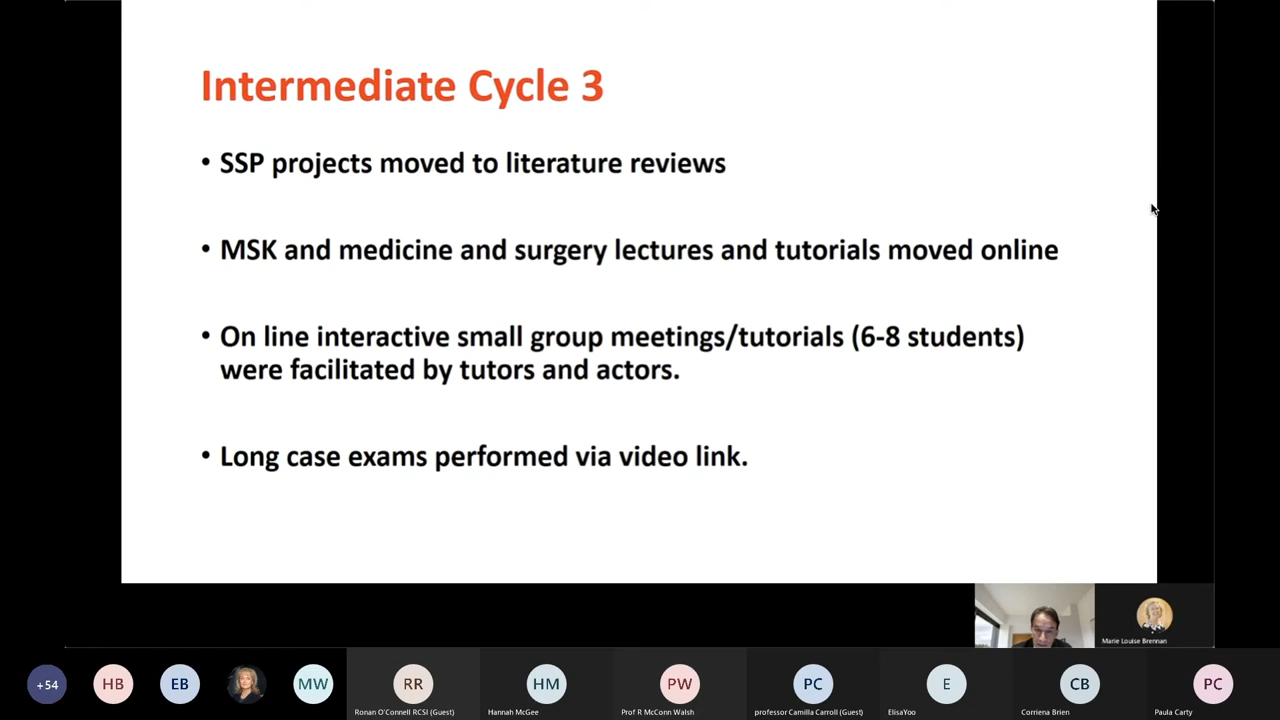 Intermediate Cycle 3
• SSP projects moved to literature reviews
• MSK and medicine and surgery lectures and tutorials moved online
• On line interactive small group meetings/tutorials (6-8 students)
were facilitated by tutors and actors.
• Long case exams performed via video link.
Marie Louise Brennan
+54
HB
EB
MW
RR
Ronan O'Connell RCSI (Guest)
HM
Hannah McGee
PW
Prof R McConn Walsh
PC
professor Camilla Carroll (Guest)
E
ElisaYoo
CB
Corriena Brien
PC
Paula Carty